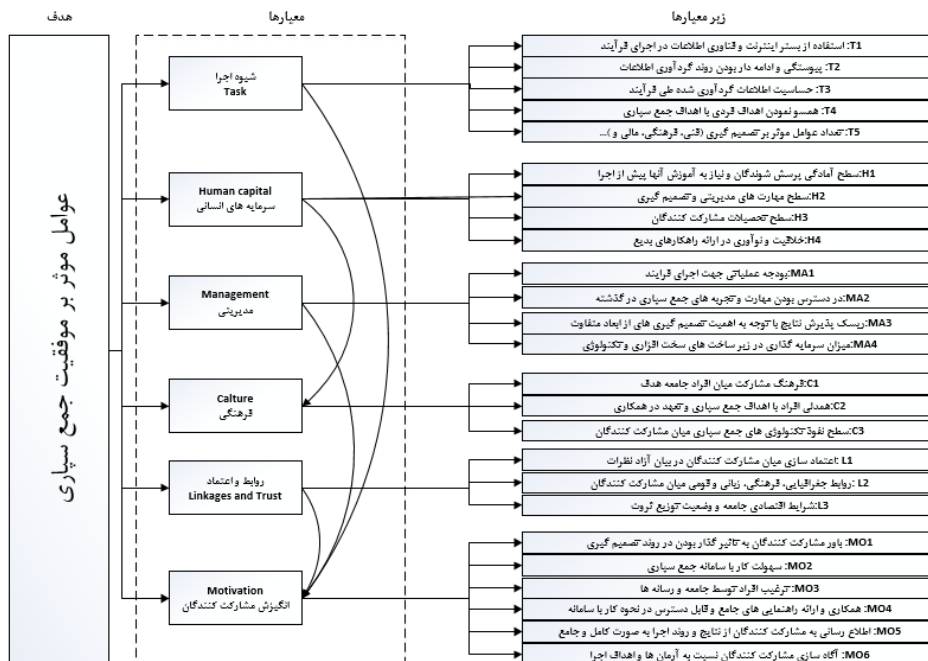 هدف
معیارها
زیر معیارها
عوامل موثر بر موفقیت جمع سپاری
شیوه اجرا
Task
Human capital
سرمایه های انسانی
Management
مدیریتی
Calture
فرهنگی
روابط و اعتماد
Linkages and Trust
Motivation
انگیزش مشارکت کنندگان
T1: استفاده از بستر اینترنت و فناوری اطلاعات در اجرای فرآیند
T2: پیوستگی و ادامه دار بودن روند گردآوری اطلاعات
T3: حساسیت اطلاعات گردآوری شده طی فرآیند
T4: همسو نمودن اهداف فردی با اهداف جمع سپاری
T5: تعداد عوامل موثر بر تصمیم گیری (فنی، فرهنگی، مالی و )...
H1:سطح آمادگی پرسش شوندگان و نیاز به آموزش آنها پیش از اجرا
H2:سطح مهارت های مدیریتی و تصمیم گیری
H3:سطح تحصیلات مشارکت کنندگان
H4:خلاقیت و نوآوری در ارائه راهکارهای بدیع
MA1:بودجه عملیاتی جهت اجرای فرایند
MA2:در دسترس بودن مهارت و تجربه های جمع سپاری در گذشته
MA3:ریسک پذیرش نتایج با توجه به اهمیت تصمیم گیری های از ابعاد متفاوت
MA4:میزان سرمایه گذاری در زیر ساخت های سخت افزاری و تکنولوژی
C1:فرهنگ مشارکت میان افراد جامعه هدف
C2:همدلی افراد با اهداف جمع سپاری و تعهد در همکاری
C3:سطح نفوذ تکنولوژی های جمع سپاری میان مشارکت کنندگان
L1 :اعتماد سازی میان مشارکت کنندگان در بیان آزاد نظرات
L2 :روابط جغرافیایی، فرهنگی، زبانی و قومی میان مشارکت کنندگان
L3:شرایط اقتصادی جامعه و وضعیت توزیع ثروت
MO1: باور مشارکت کنندگان به تاثیر گذار بودن در روند تصمیم گیری
MO2: سهولت کار با سامانه جمع سپاری
MO3: ترغیب افراد توسط جامعه و رسانه ها
MO4: همکاری و ارائه راهنمایی های جامع و قابل دسترس در نحوه کار با سامانه
MO5: اطلاع رسانی به مشارکت کنندگان از نتایج و روند اجرا به صورت کامل و جامع
MO6: آگاه سازی مشارکت کنندگان نسبت به آرمان ها و اهداف اجرا